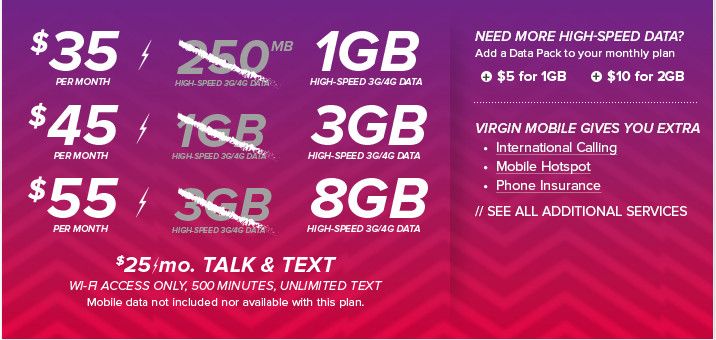 $35
PER MONTH
250MB
HIGH-SPEED 3G/4G DATA
1GB
HIGH-SPEED 3G/4G DATA
$45
PER MONTH
1GB
HIGH-SPEED 3G/4G DATA
3GB
HIGH-SPEED 3G/4G DATA
$55
PER MONTH
3GB
HIGH-SPEED 3G/4G DATA
8GB
HIGH-SPEED 3G/4G DATA
$25/mo. TALK & TEXT
WI-FI ACCESS ONLY, 500 MINUTES, UNLIMITED TEXT
Mobile data not included nor available with this plan.
NEED MORE HIGH-SPEED DATA?
Add a Data Pack to your monthly plan
+ $5 for 1GB + $10 for 2GB
VIRGIN MOBILE GIVES YOU EXTRA
• International Calling
• Mobile Hotspot
• Phone Insurance
// SEE ALL ADDITIONAL SERVICES